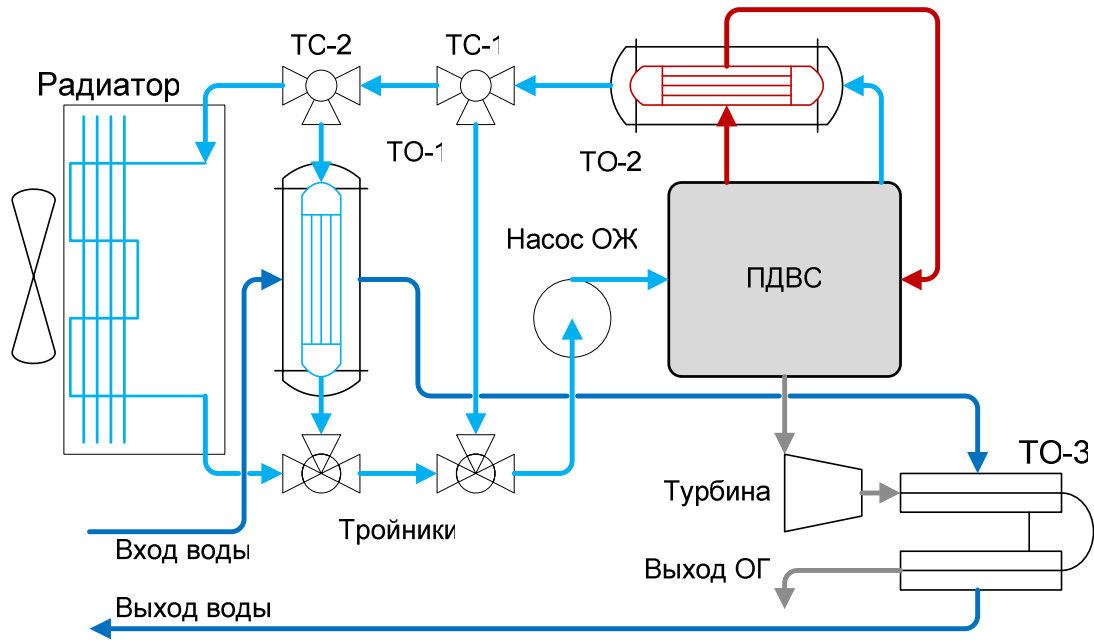 ТС-2
ТС-1
Радиатор
ТО-1
ТО-2
Насос ОЖ
ПДВС
ТО-3
Турбина
Тройники
Вход воды
Выход ОГ
Выход воды